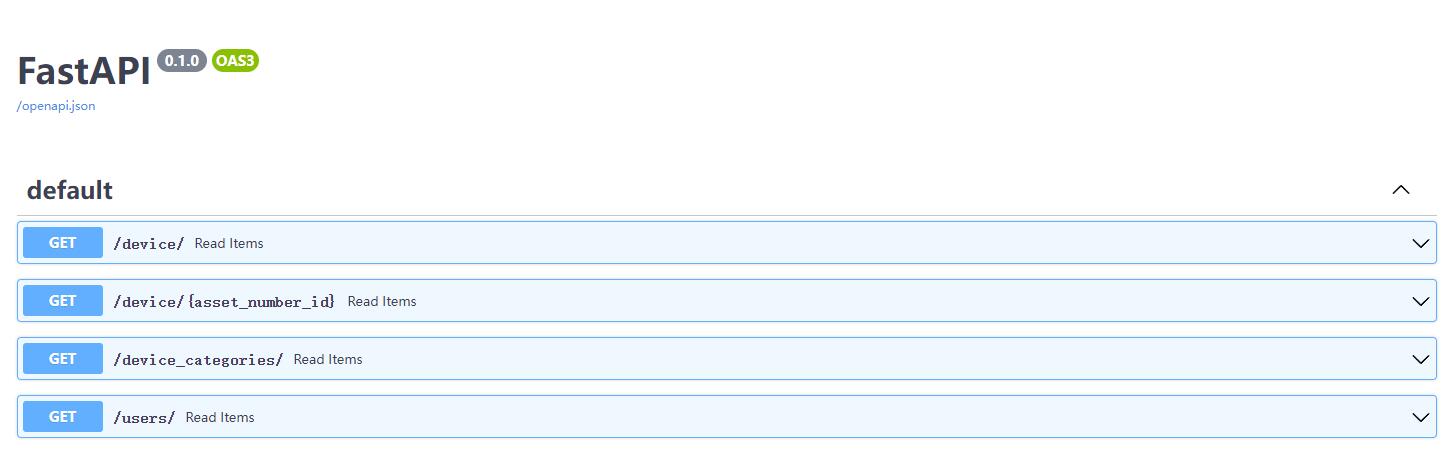 FastAPI 0.1.0 OAS3
/openapi.json
default
GET /device/ Read Items
GET /device/{asset_number_id} Read Items
GET /device_categories/ Read Items
GET /users/ Read Items